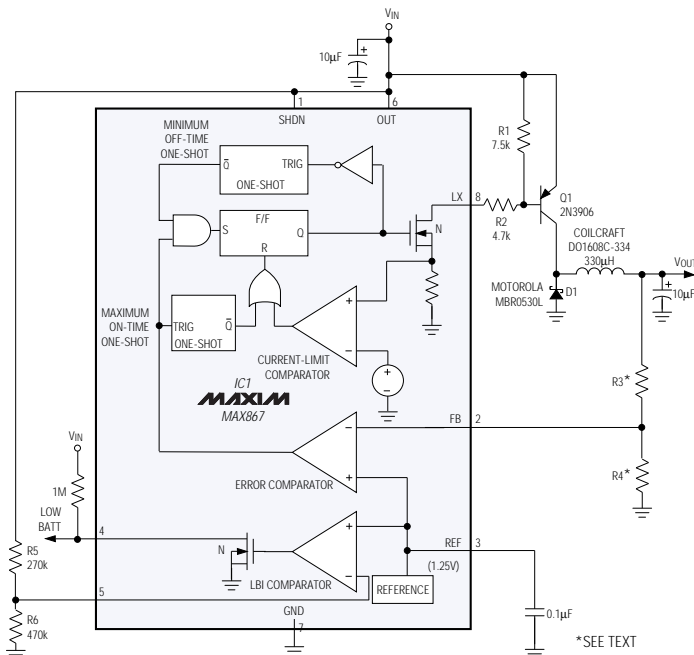 VIN
10µF
+
1
SHDN
6
OUT
MINIMUM
OFF-TIME
ONE-SHOT
Q̅
TRIG
ONE-SHOT
R1
7.5k
LX
8
R2
4.7k
Q1
2N3906
COILCRAFT
DO1608C-334
330µH
VOUT
F/F
S
Q
R
N
MOTOROLA
MBR0530L
D1
+
10µF
MAXIMUM
ON-TIME
ONE-SHOT
TRIG
Q̅
ONE-SHOT
+
−
CURRENT-LIMIT
COMPARATOR
+
−
R3*
IC1
MAXIM
MAX867
VIN
1M
LOW
BATT
−
+
ERROR COMPARATOR
FB
2
R4*
4
N
+
−
LBI COMPARATOR
REF
3
(1.25V)
REFERENCE
R5
270k
5
R6
470k
GND
7
0.1µF
*SEE TEXT